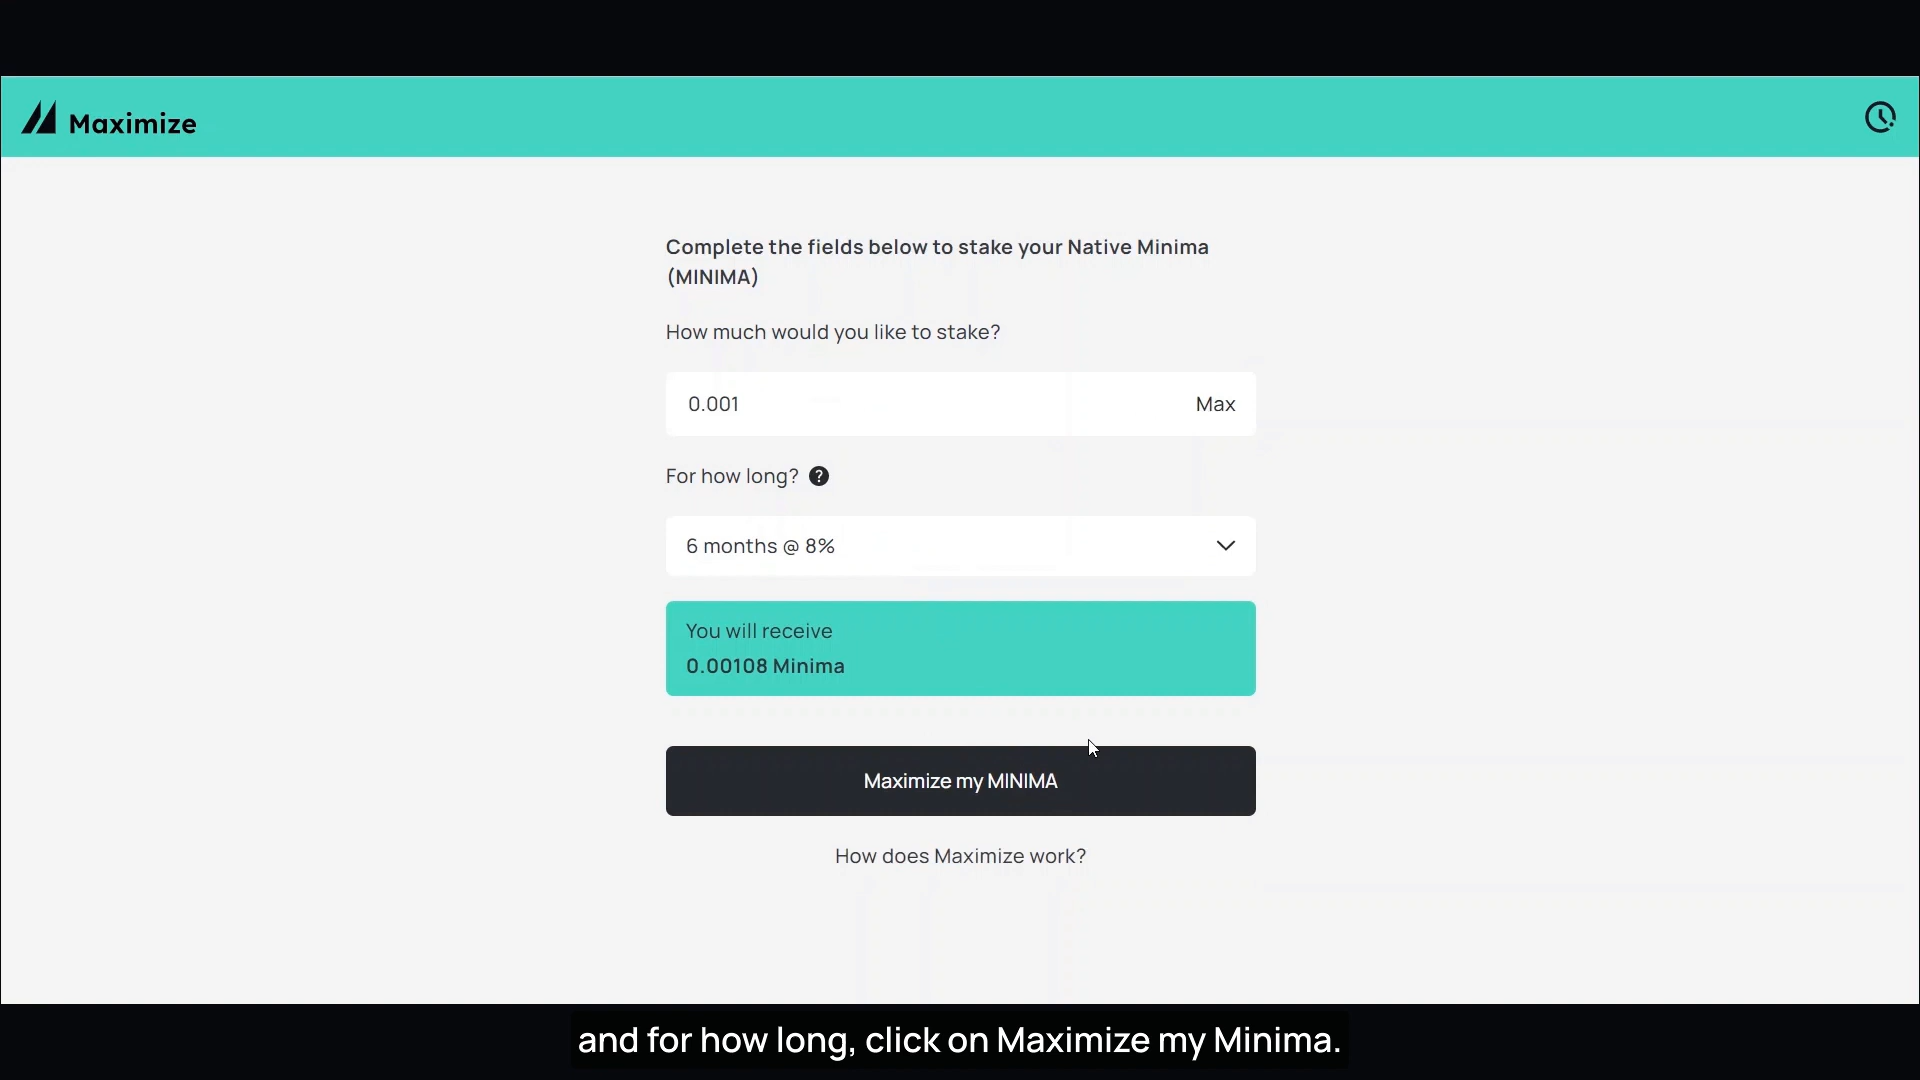 Maximize
Complete the fields below to stake your Native Minima
(MINIMA)
How much would you like to stake?
0.001 Max
For how long? ?
6 months @ 8%
You will receive
0.00108 Minima
Maximize my MINIMA
How does Maximize work?
and for how long, click on Maximize my Minima.